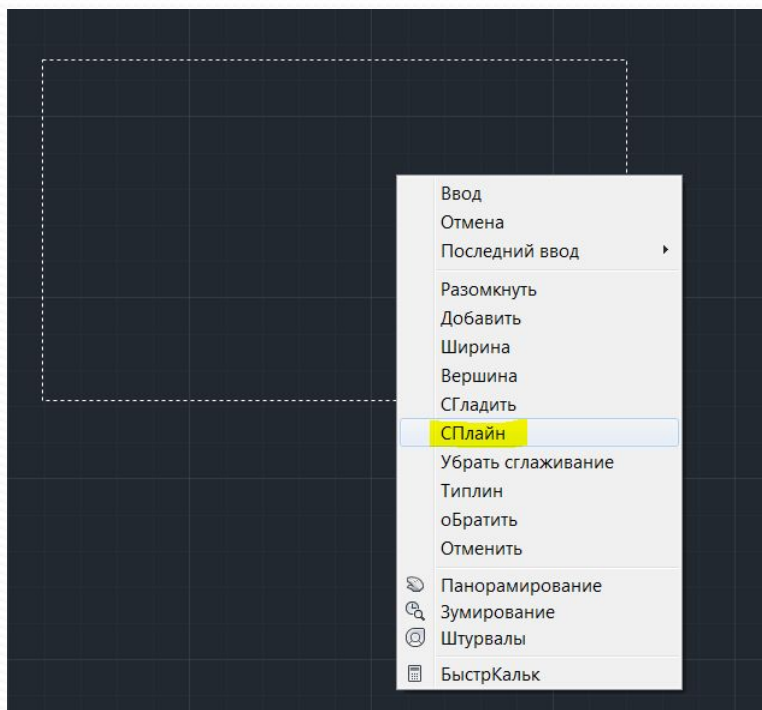 Ввод
Отмена
Последний ввод
Разомкнуть
Добавить
Ширина
Вершина
СГладить
СПлайн
Убрать сглаживание
Типлин
оБратить
Отменить
Панорамирование
Зумирование
Штурвалы
БыстрКальк